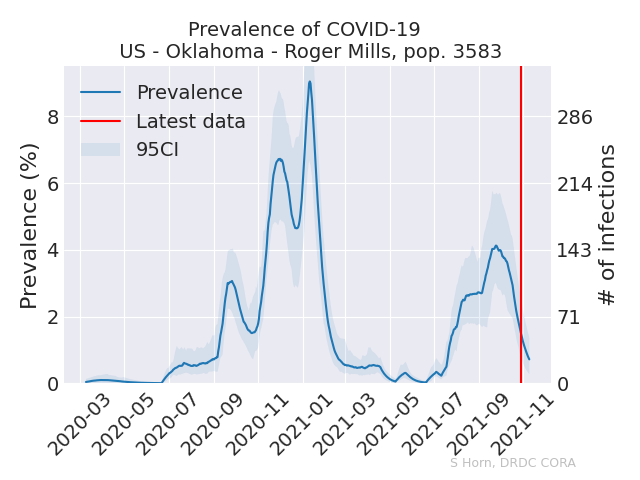 Prevalence of COVID-19
US - Oklahoma - Roger Mills, pop. 3583
Prevalence
Latest data
95CI
Prevalence (%)
0
2
4
6
8
# of infections
0
71
143
214
286
2020-03
2020-05
2020-07
2020-09
2020-11
2021-01
2021-03
2021-05
2021-07
2021-09
2021-11
S Horn, DRDC CORA